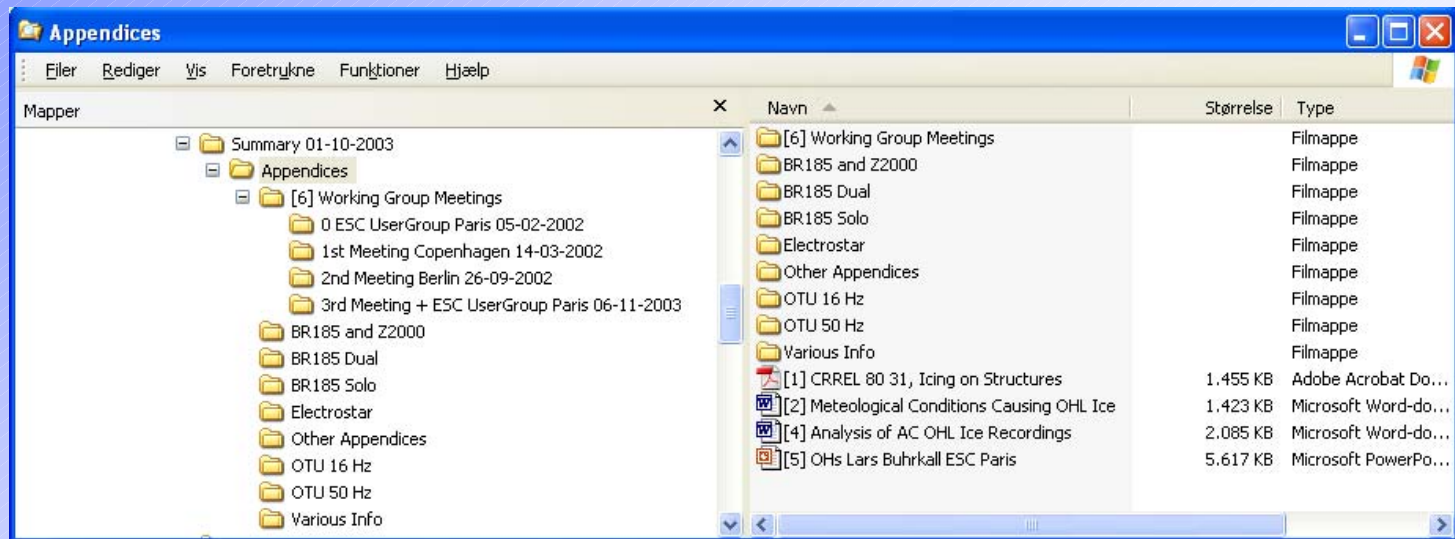 Appendices
Filer Rediger Vis Foretrukne Funktioner Hjælp
Mapper
Summary 01-10-2003
Appendices
[6] Working Group Meetings
0 ESC UserGroup Paris 05-02-2002
1st Meeting Copenhagen 14-03-2002
2nd Meeting Berlin 26-09-2002
3rd Meeting + ESC UserGroup Paris 06-11-2003
BR185 and Z2000
BR185 Dual
BR185 Solo
Electrostar
Other Appendices
OTU 16 Hz
OTU 50 Hz
Various Info
Navn Størrelse Type
[6] Working Group Meetings Filmappe
BR185 and Z2000 Filmappe
BR185 Dual Filmappe
BR185 Solo Filmappe
Electrostar Filmappe
Other Appendices Filmappe
OTU 16 Hz Filmappe
OTU 50 Hz Filmappe
Various Info Filmappe
[1] CRREL 80 31, Icing on Structures 1.455 KB Adobe Acrobat Do...
[2] Meteological Conditions Causing OHL Ice 1.423 KB Microsoft Word-do...
[4] Analysis of AC OHL Ice Recordings 2.085 KB Microsoft Word-do...
[5] OHs Lars Buhrkall ESC Paris 5.617 KB Microsoft PowerPo...